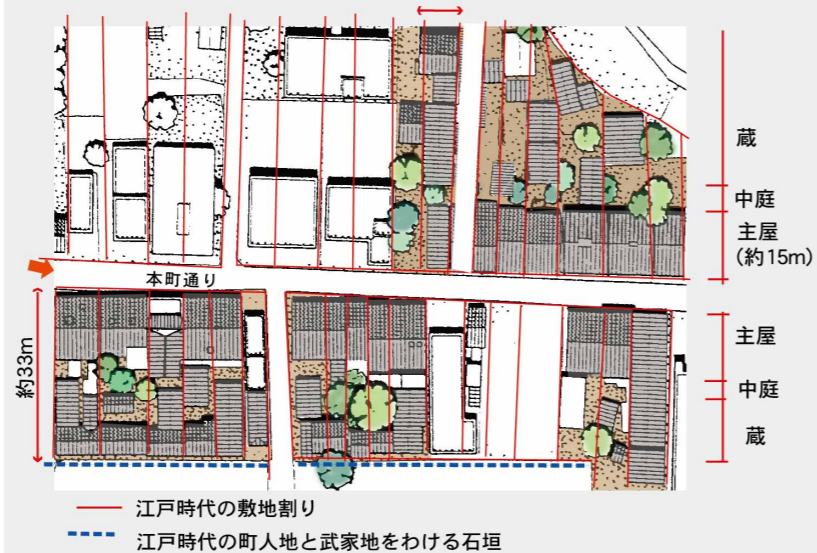 蔵
中庭
主屋
(約15m)
本町通り
約33m
主屋
中庭
蔵
江戸時代の敷地割り
江戸時代の町人地と武家地をわける石垣